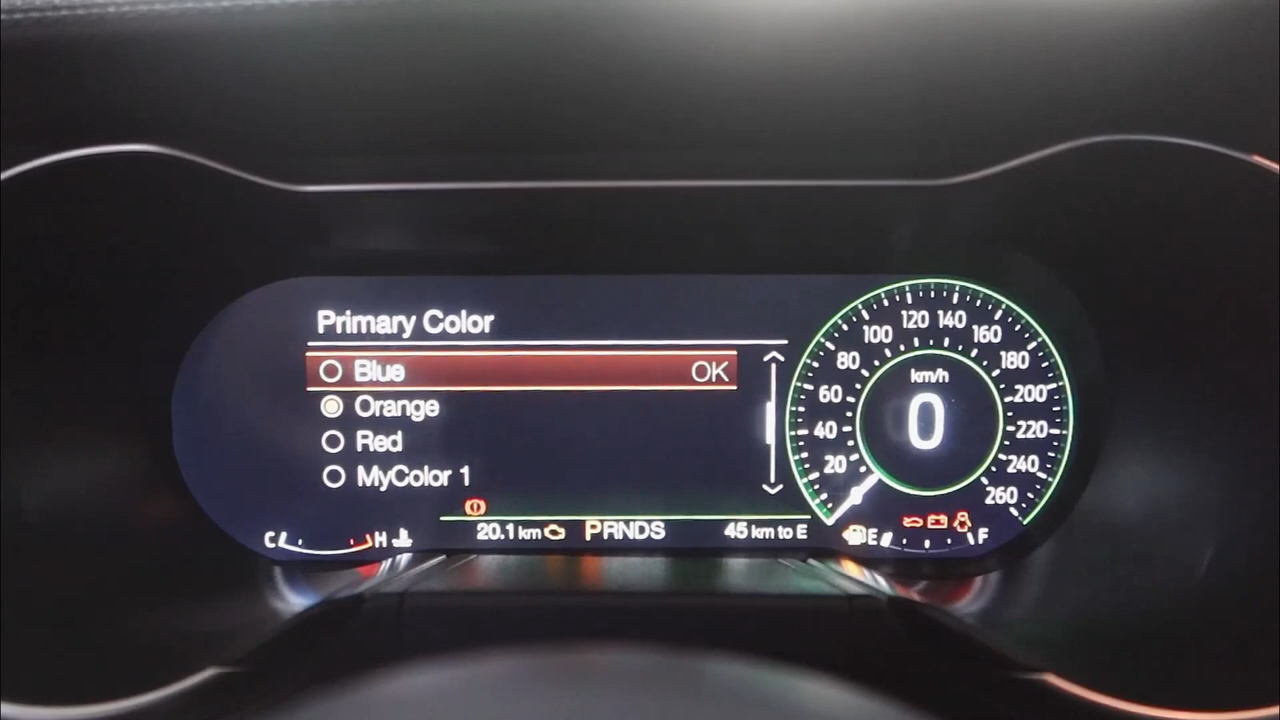 Primary Color
Blue OK
Orange
Red
MyColor 1
20.1 km PRNDS 45 km to E
C H
km/h
0
20
40
60
80
100
120
140
160
180
200
220
240
260
E F